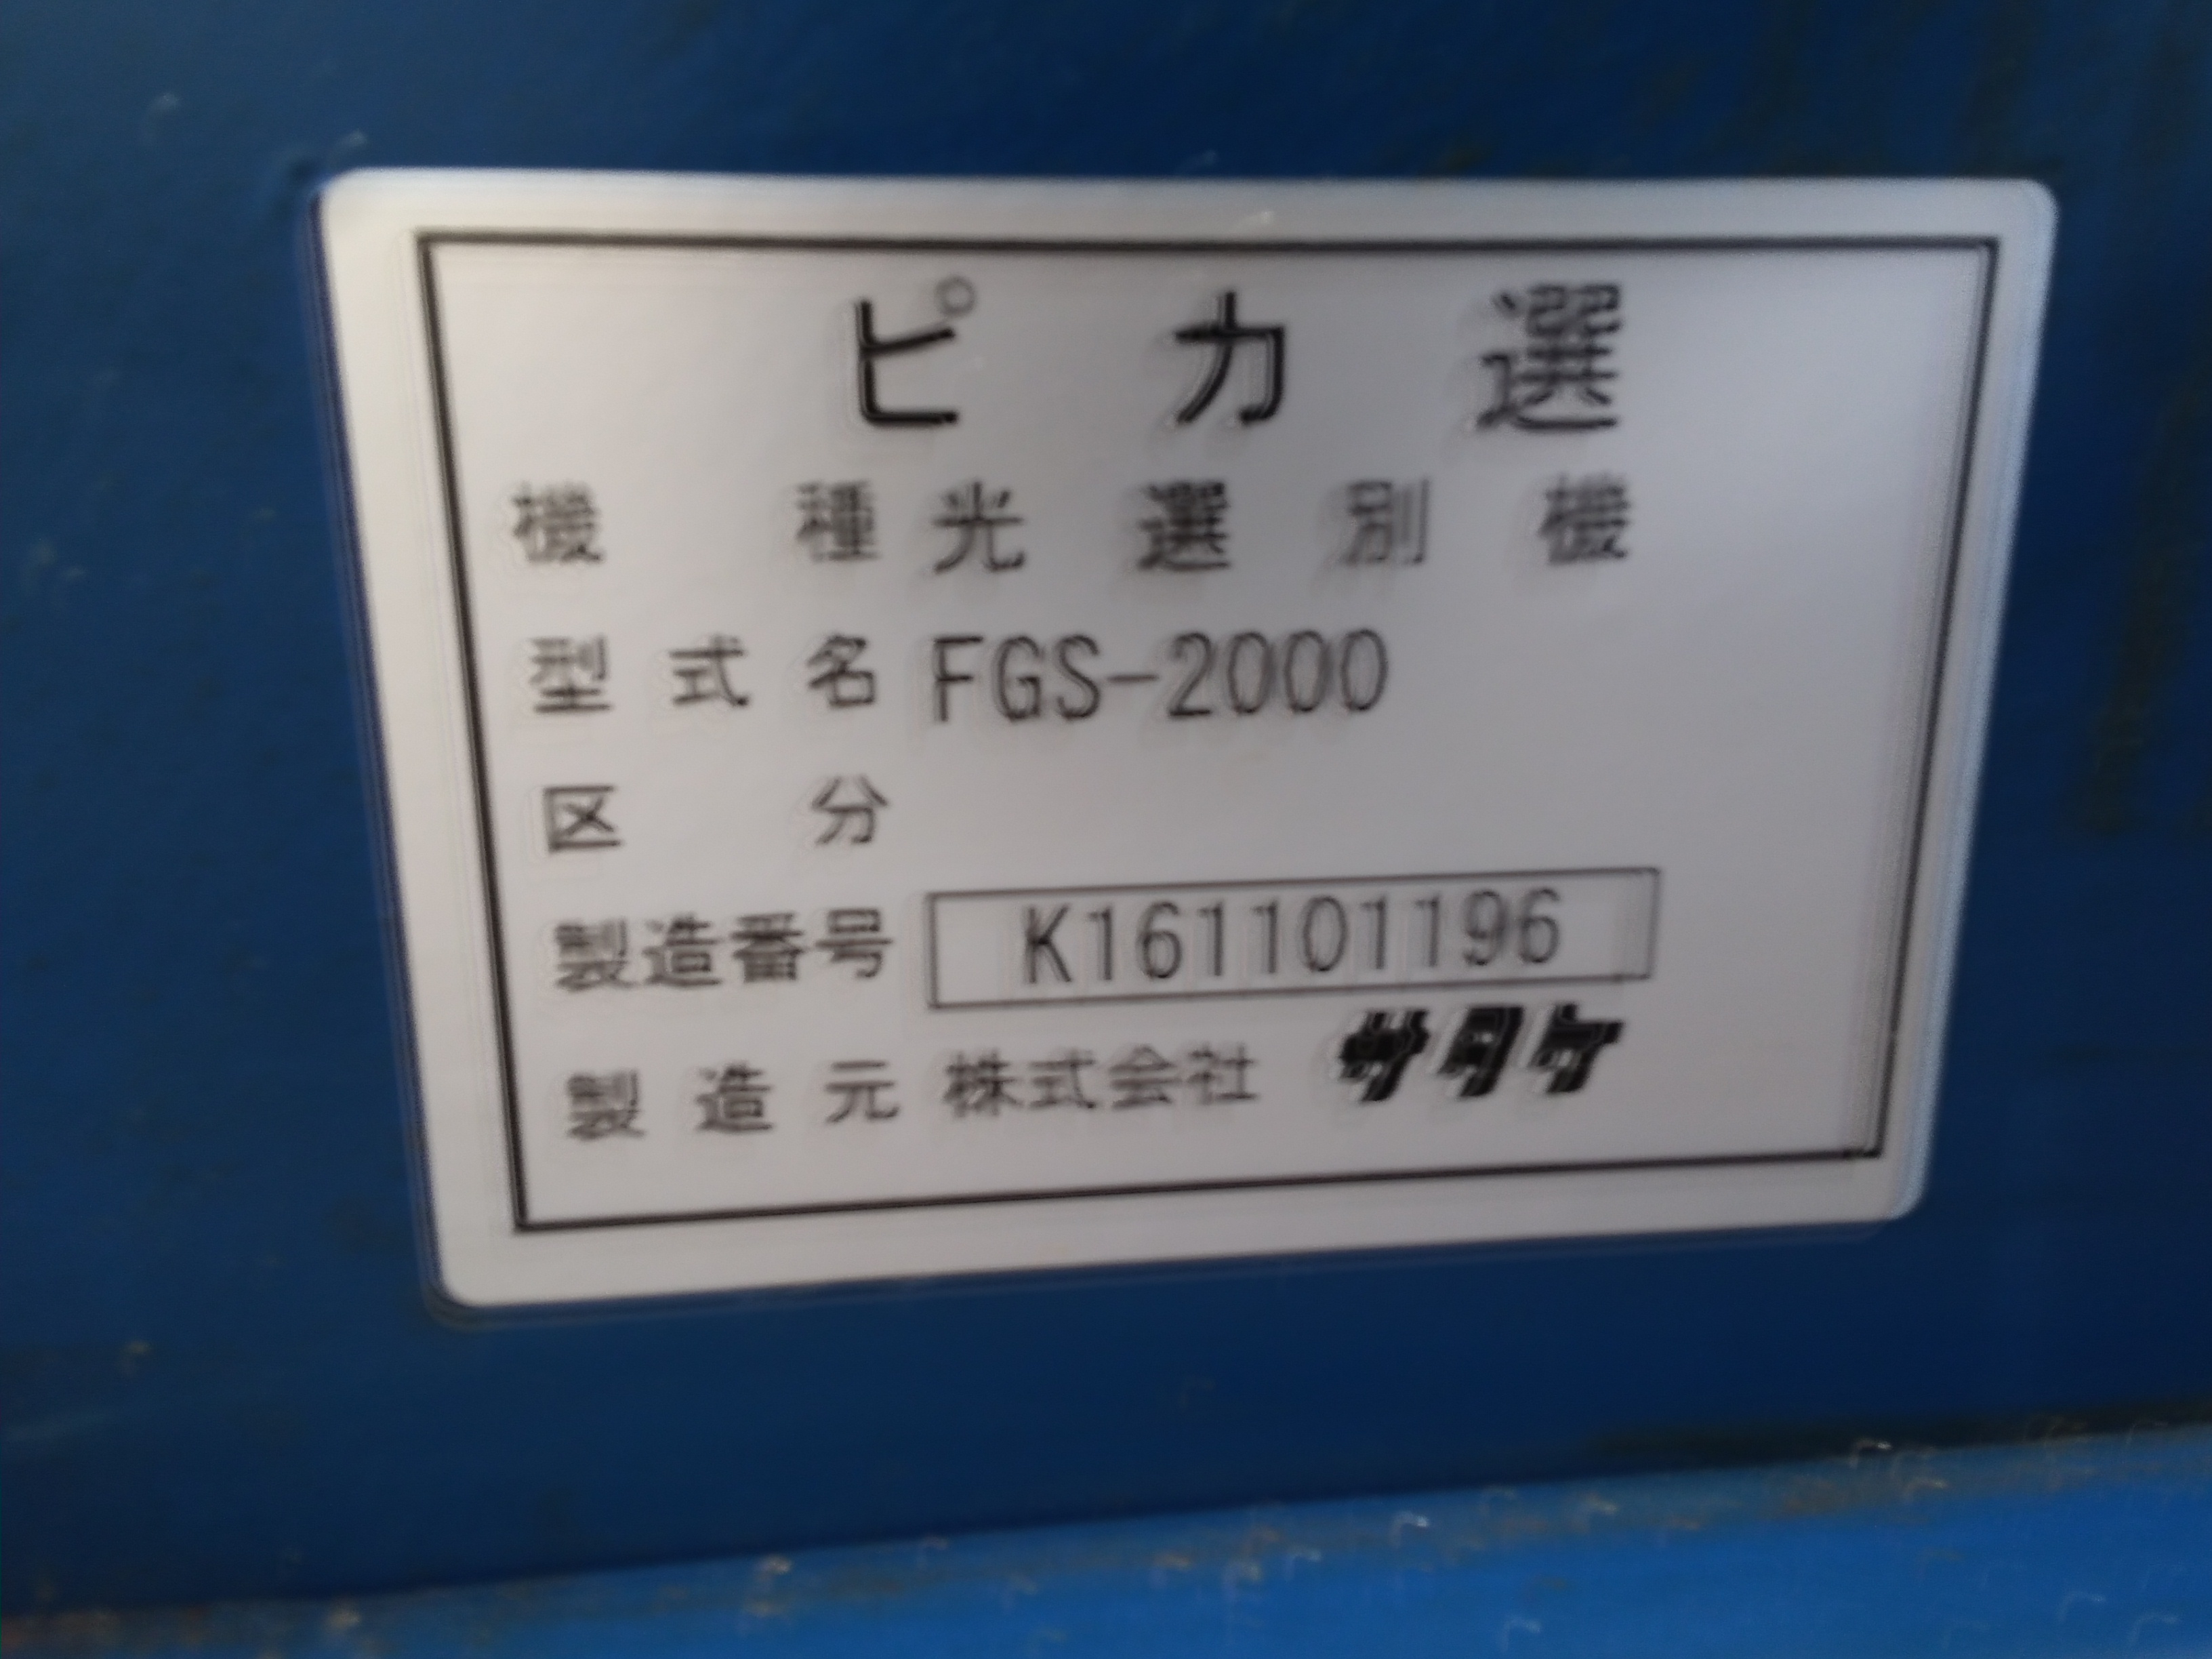 ピカ選
機種 光選別機
型式名 FGS-2000
区分
製造番号 K161101196
製造元 株式会社 サタケ